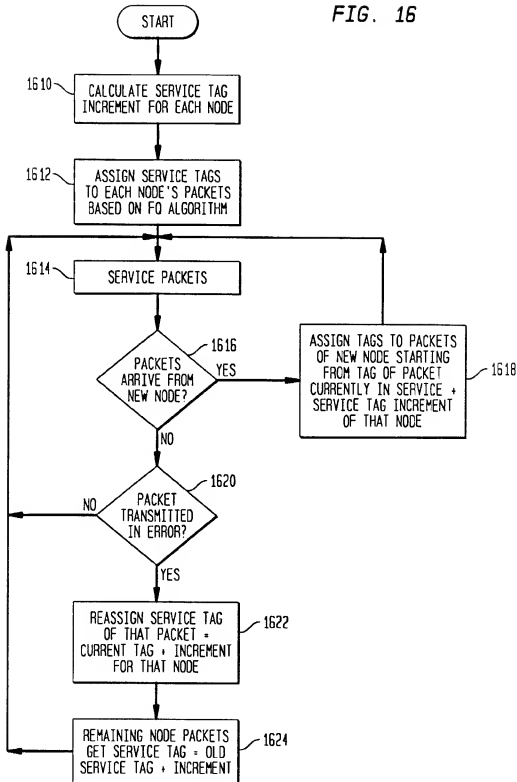 FIG. 16
START
1610
CALCULATE SERVICE TAG
INCREMENT FOR EACH NODE
1612
ASSIGN SERVICE TAGS
TO EACH NODE'S PACKETS
BASED ON FQ ALGORITHM
1614
SERVICE PACKETS
1616
PACKETS
ARRIVE FROM
NEW NODE?
YES
NO
ASSIGN TAGS TO PACKETS
OF NEW NODE STARTING
FROM TAG OF PACKET
CURRENTLY IN SERVICE +
SERVICE TAG INCREMENT
OF THAT NODE
1618
1620
PACKET
TRANSMITTED
IN ERROR?
NO
YES
REASSIGN SERVICE TAG
OF THAT PACKET =
CURRENT TAG + INCREMENT
FOR THAT NODE
1622
REMAINING NODE PACKETS
GET SERVICE TAG = OLD
SERVICE TAG + INCREMENT
1624